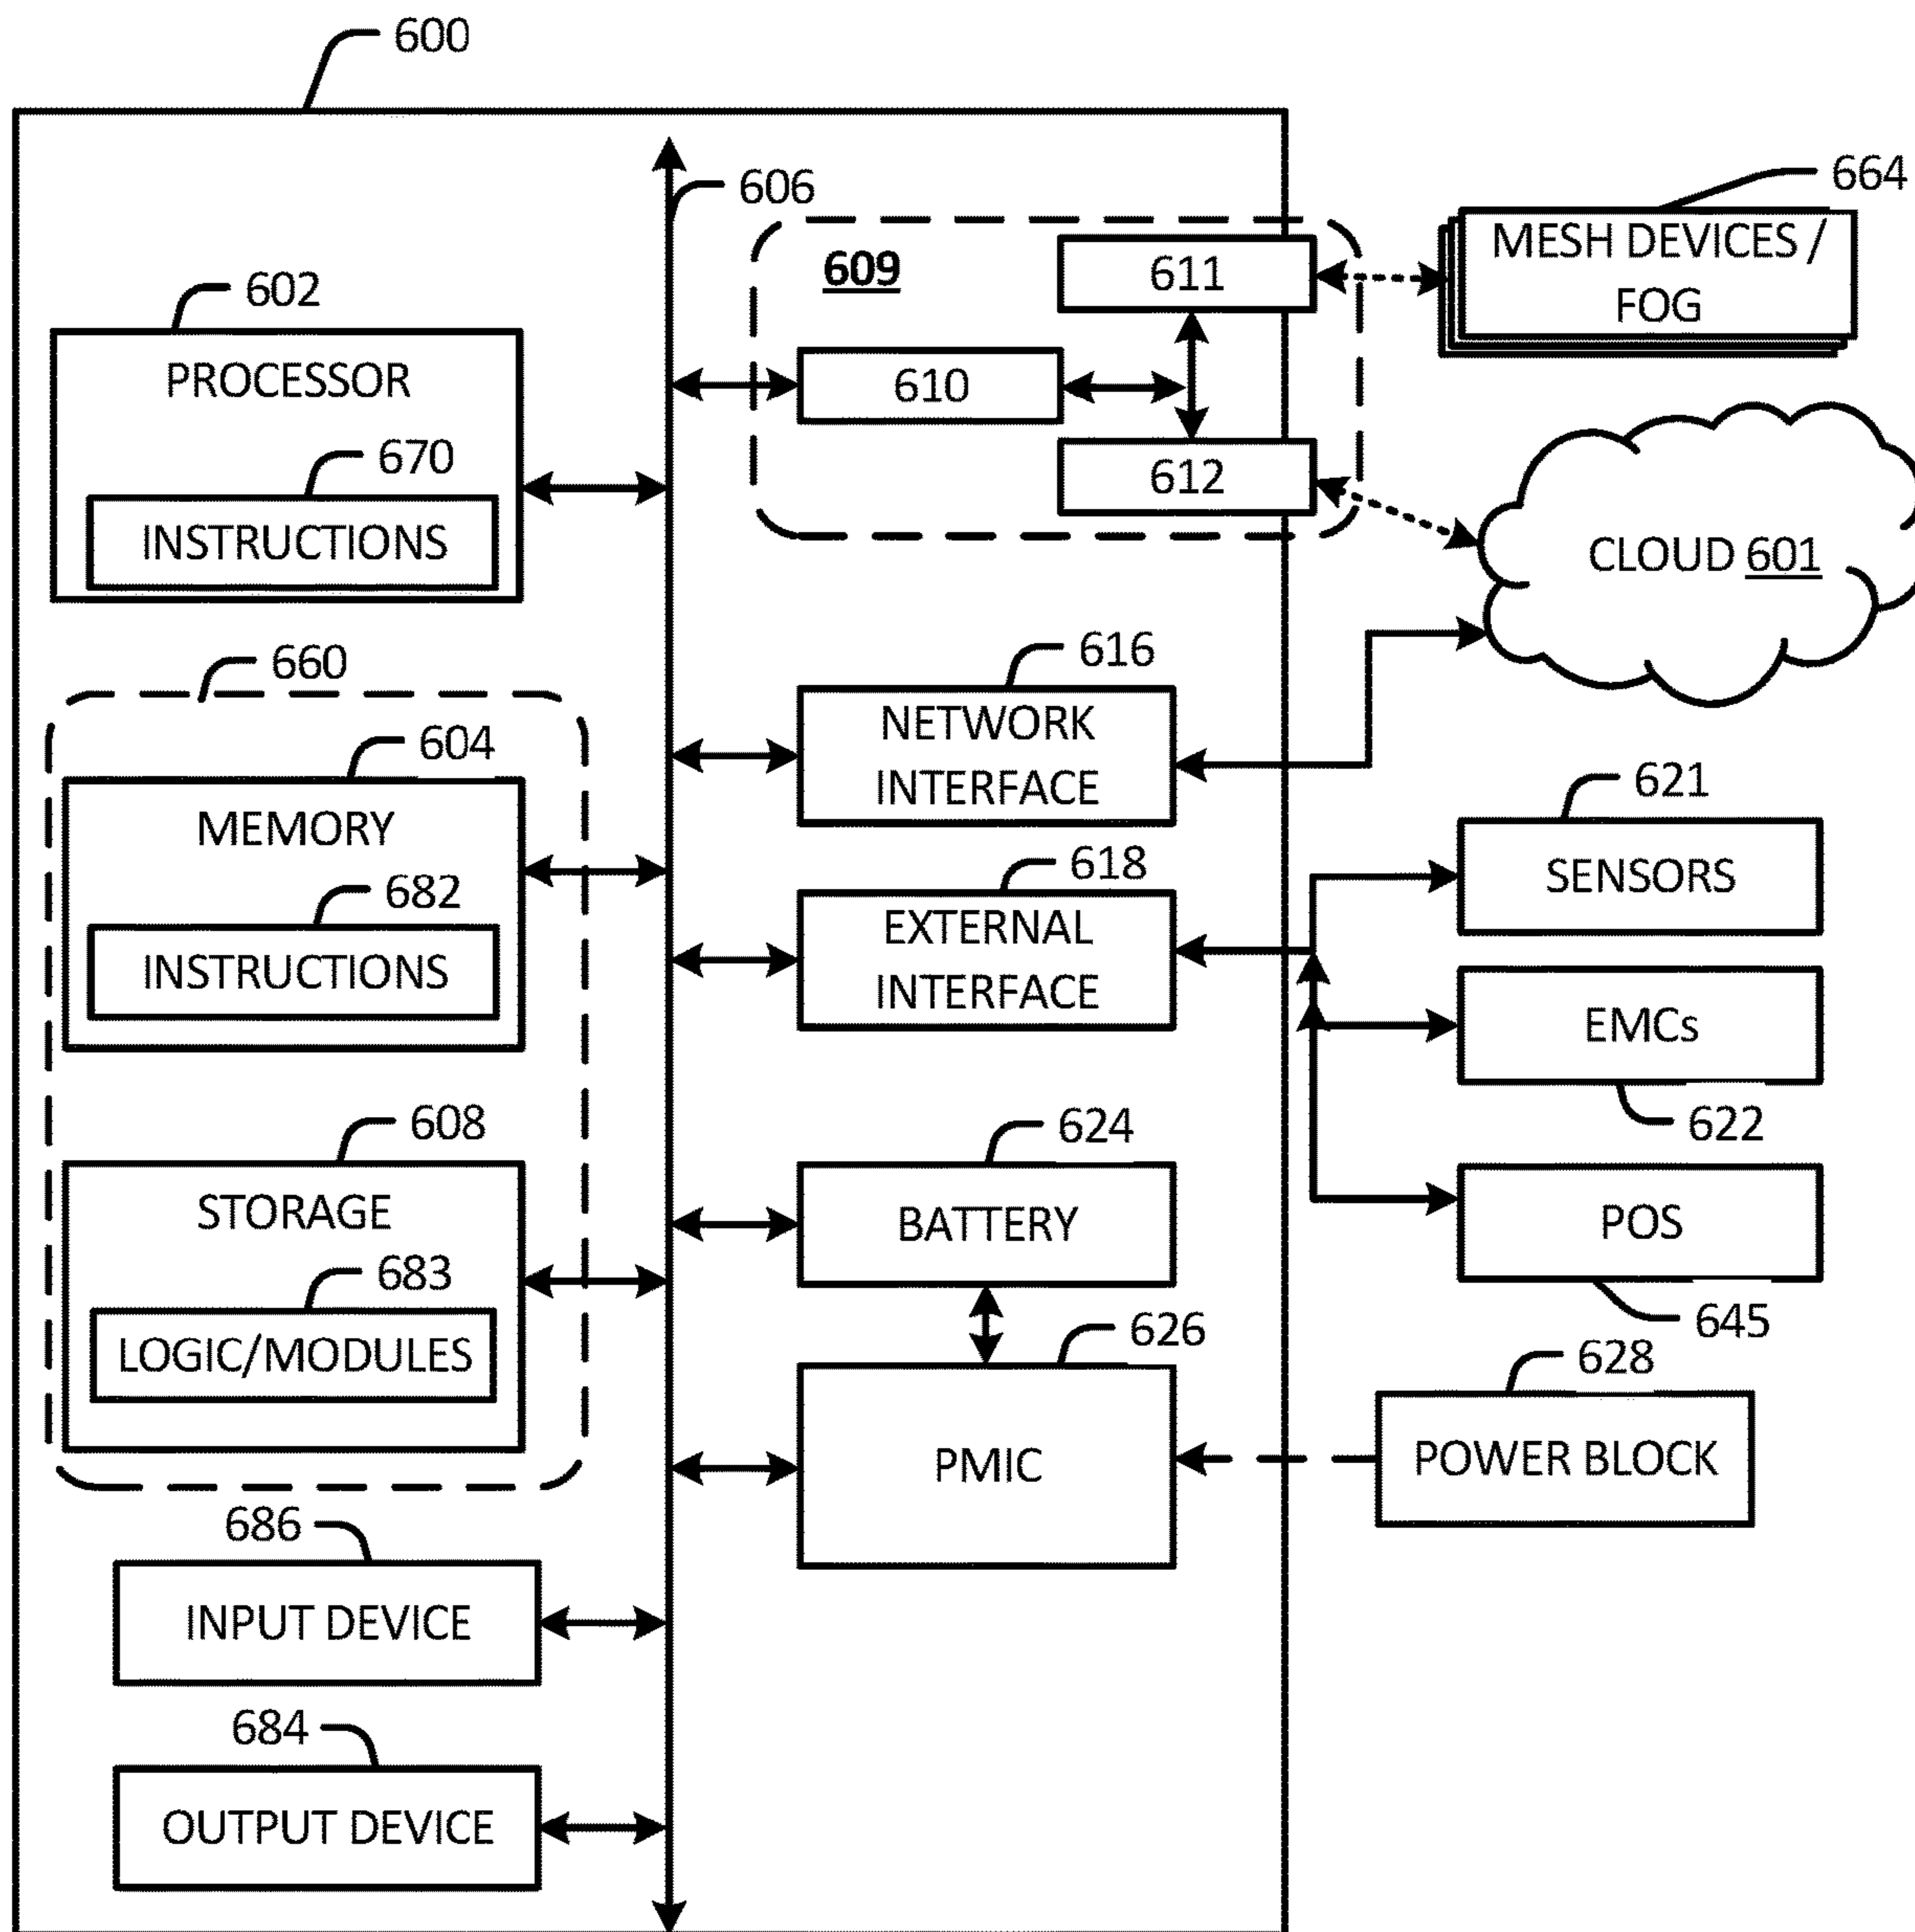 600
606
664
MESH DEVICES /
FOG
609
611
610
612
602
PROCESSOR
670
INSTRUCTIONS
CLOUD 601
660
604
MEMORY
682
INSTRUCTIONS
616
NETWORK
INTERFACE
621
SENSORS
618
EXTERNAL
INTERFACE
EMCs
622
608
STORAGE
683
LOGIC/MODULES
624
BATTERY
POS
645
626
PMIC
628
POWER BLOCK
686
INPUT DEVICE
684
OUTPUT DEVICE